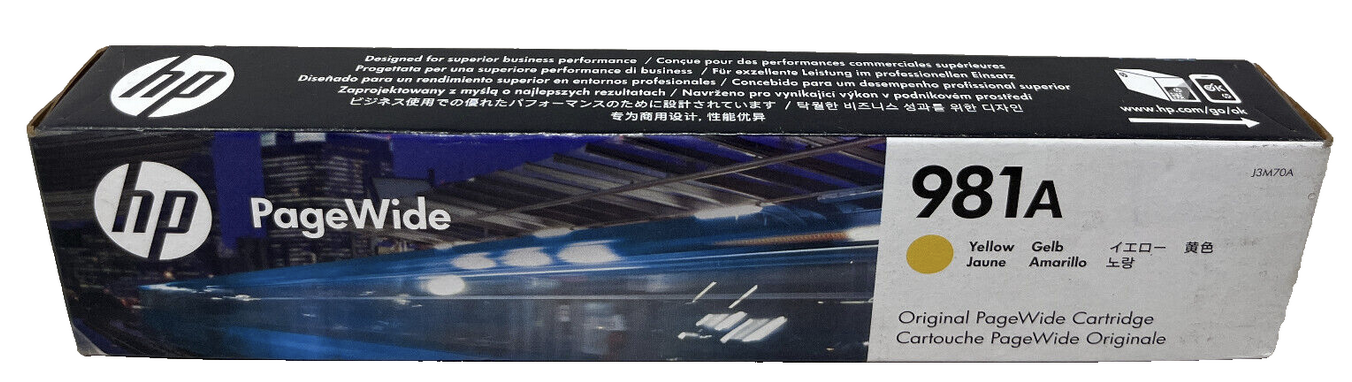 hp
Designed for superior business performance / Conçue pour des performances commerciales supérieures
Progettata per una superiore performance di business / Für exzellente Leistung im professionellen Einsatz
Diseñado para un rendimiento superior en entornos profesionales / Concebido para um desempenho profissional superior
Zaprojektowany z myślą o najlepszych rezultatach / Navrženo pro vynikající výkon v podnikovém prostředí
ビジネス使用での優れたパフォーマンスのために設計されています / 탁월한 비즈니스 성과를 위한 디자인
专为商用设计, 性能优异
ok
www.hp.com/go/ok
hp
PageWide
981A
J3M70A
Yellow Gelb イエロー 黄色
Jaune Amarillo 노랑
Original PageWide Cartridge
Cartouche PageWide Originale